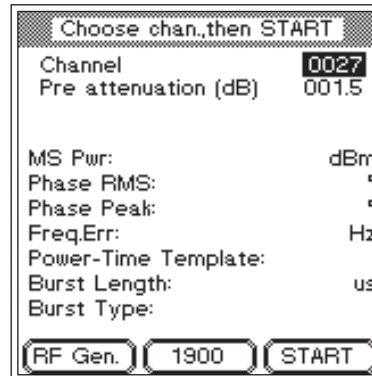 Choose chan.,then START
Channel 0027
Pre attenuation (dB) 001.5
MS Pwr: dBm
Phase RMS: °
Phase Peak: °
Freq.Err: Hz
Power-Time Template:
Burst Length: us
Burst Type:
RF Gen. 1900 START